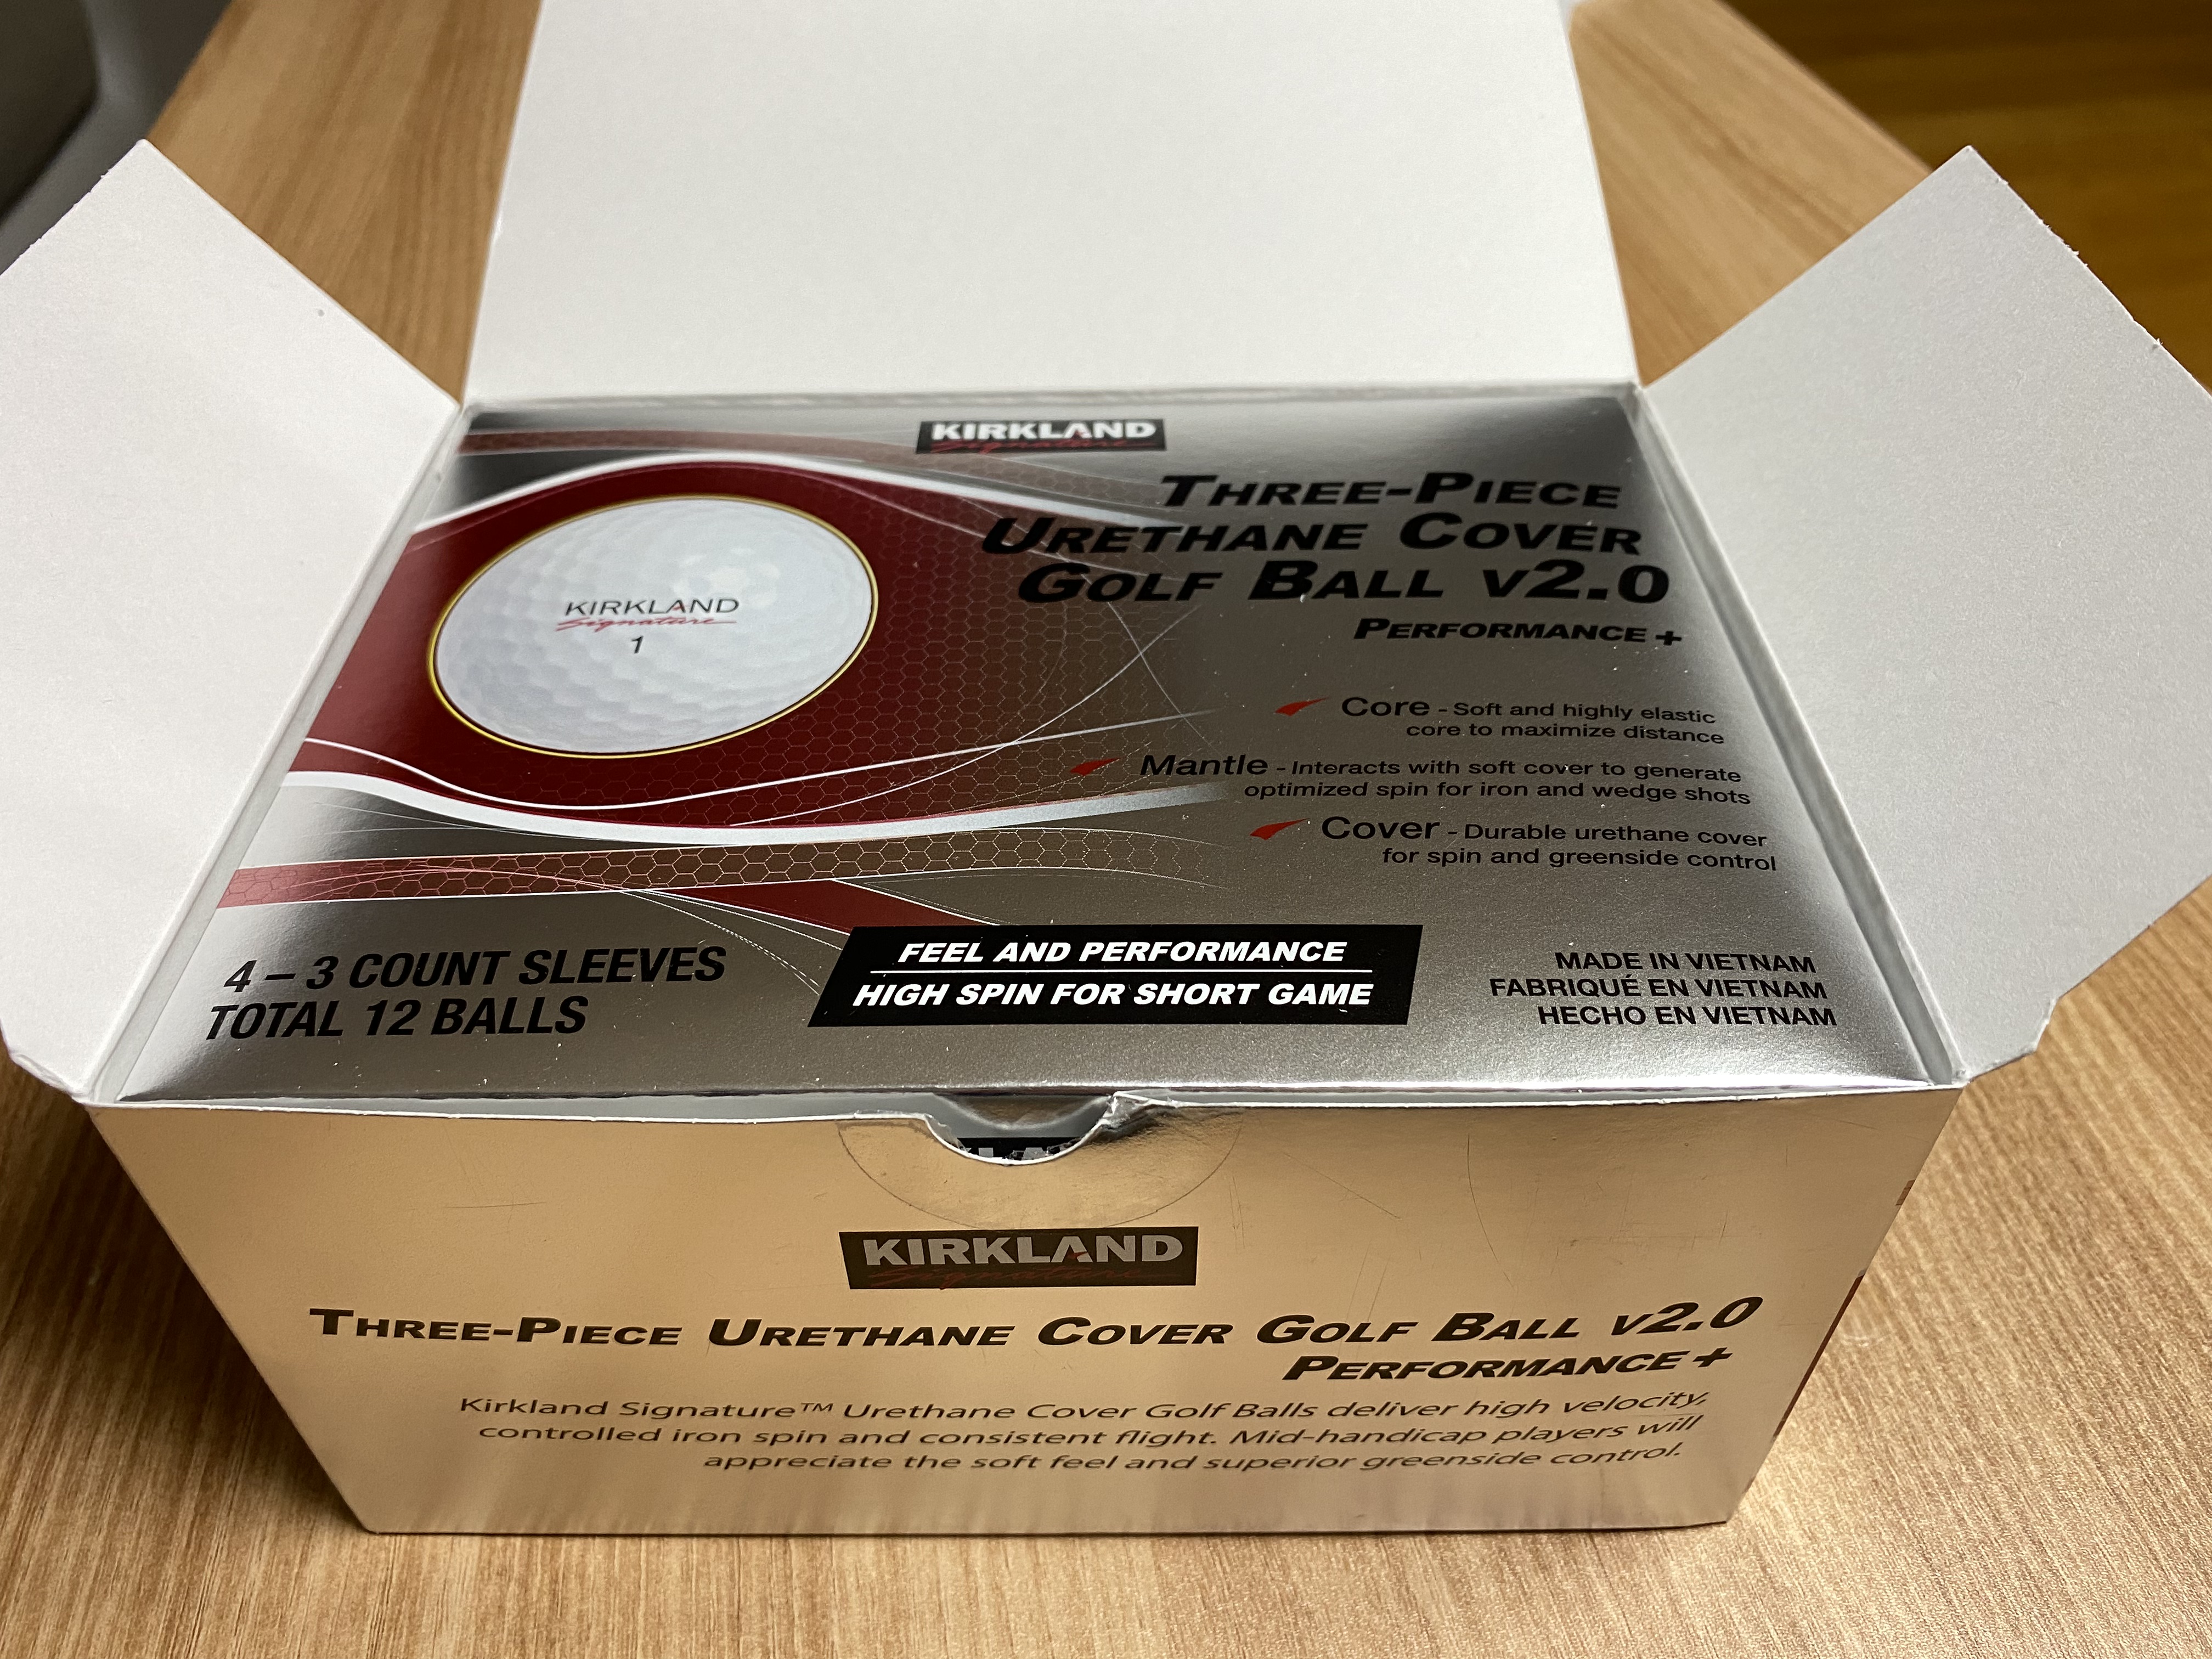 KIRKLAND
Signature
THREE-PIECE
URETHANE COVER
GOLF BALL V2.0
PERFORMANCE+
KIRKLAND
Signature
1
Core - Soft and highly elastic
core to maximize distance
Mantle - Interacts with soft cover to generate
optimized spin for iron and wedge shots
Cover - Durable urethane cover
for spin and greenside control
4 – 3 COUNT SLEEVES
TOTAL 12 BALLS
FEEL AND PERFORMANCE
HIGH SPIN FOR SHORT GAME
MADE IN VIETNAM
FABRIQUÉ EN VIETNAM
HECHO EN VIETNAM
KIRKLAND
Signature
THREE-PIECE URETHANE COVER GOLF BALL V2.0
PERFORMANCE+
Kirkland Signature™ Urethane Cover Golf Balls deliver high velocity,
controlled iron spin and consistent flight. Mid-handicap players will
appreciate the soft feel and superior greenside control.